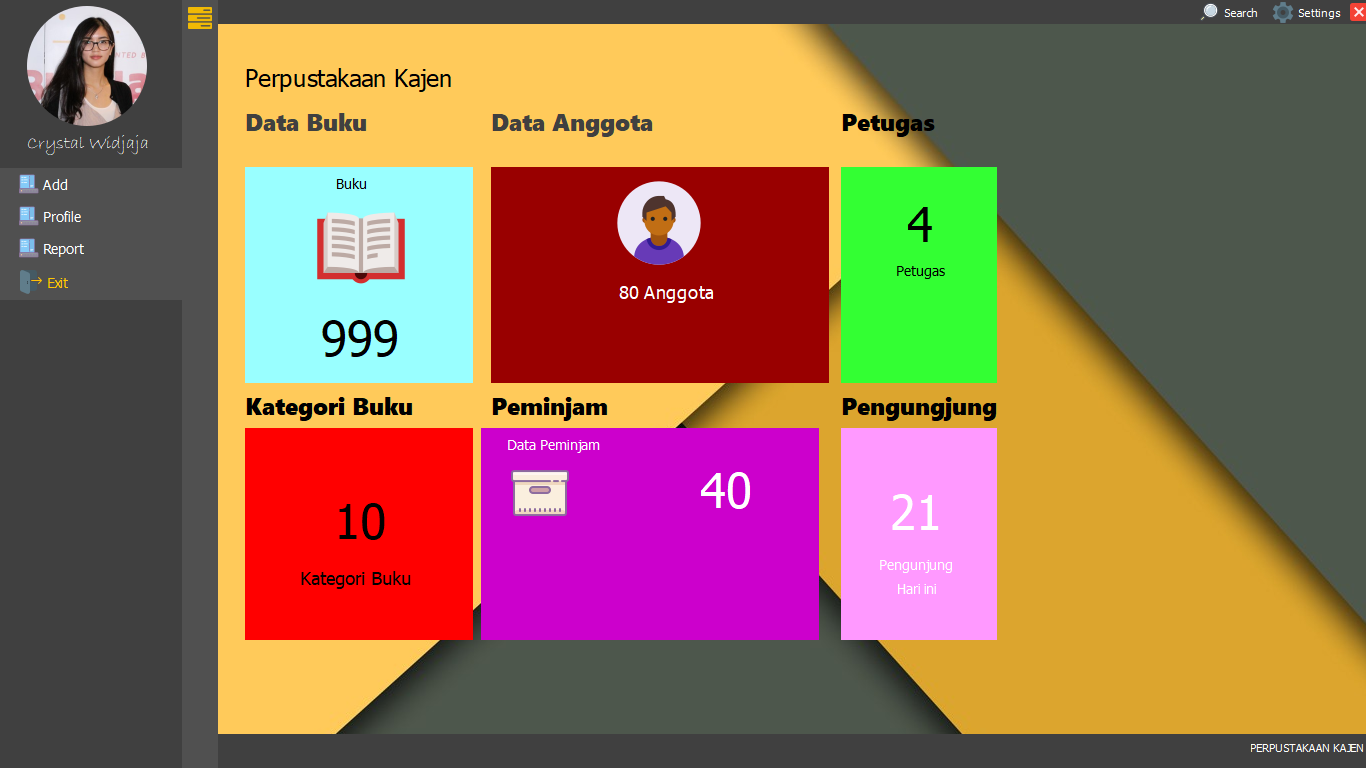 Search
Settings
Crystal Widjaja
Add
Profile
Report
Exit
Perpustakaan Kajen
Data Buku
Data Anggota
Petugas
Buku
999
80 Anggota
4
Petugas
Kategori Buku
Peminjam
Pengungjung
10
Kategori Buku
Data Peminjam
40
21
Pengunjung
Hari ini
PERPUSTAKAAN KAJEN